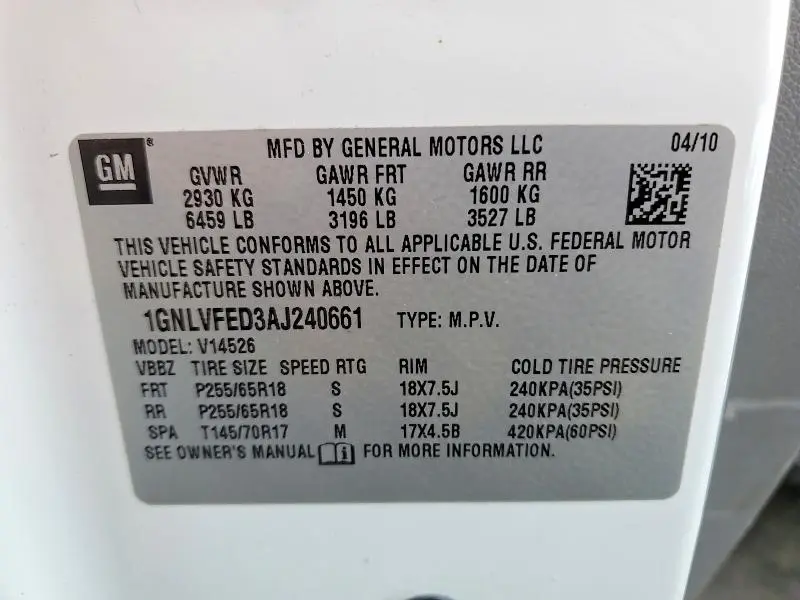 GM® MFD BY GENERAL MOTORS LLC 04/10
GVWR GAWR FRT GAWR RR
2930 KG 1450 KG 1600 KG
6459 LB 3196 LB 3527 LB
THIS VEHICLE CONFORMS TO ALL APPLICABLE U.S. FEDERAL MOTOR
VEHICLE SAFETY STANDARDS IN EFFECT ON THE DATE OF
MANUFACTURE SHOWN ABOVE.
1GNLVFED3AJ240661 TYPE: M.P.V.
MODEL: V14526
VBBZ TIRE SIZE SPEED RTG RIM COLD TIRE PRESSURE
FRT P255/65R18 S 18X7.5J 240KPA(35PSI)
RR P255/65R18 S 18X7.5J 240KPA(35PSI)
SPA T145/70R17 M 17X4.5B 420KPA(60PSI)
SEE OWNER'S MANUAL i FOR MORE INFORMATION.